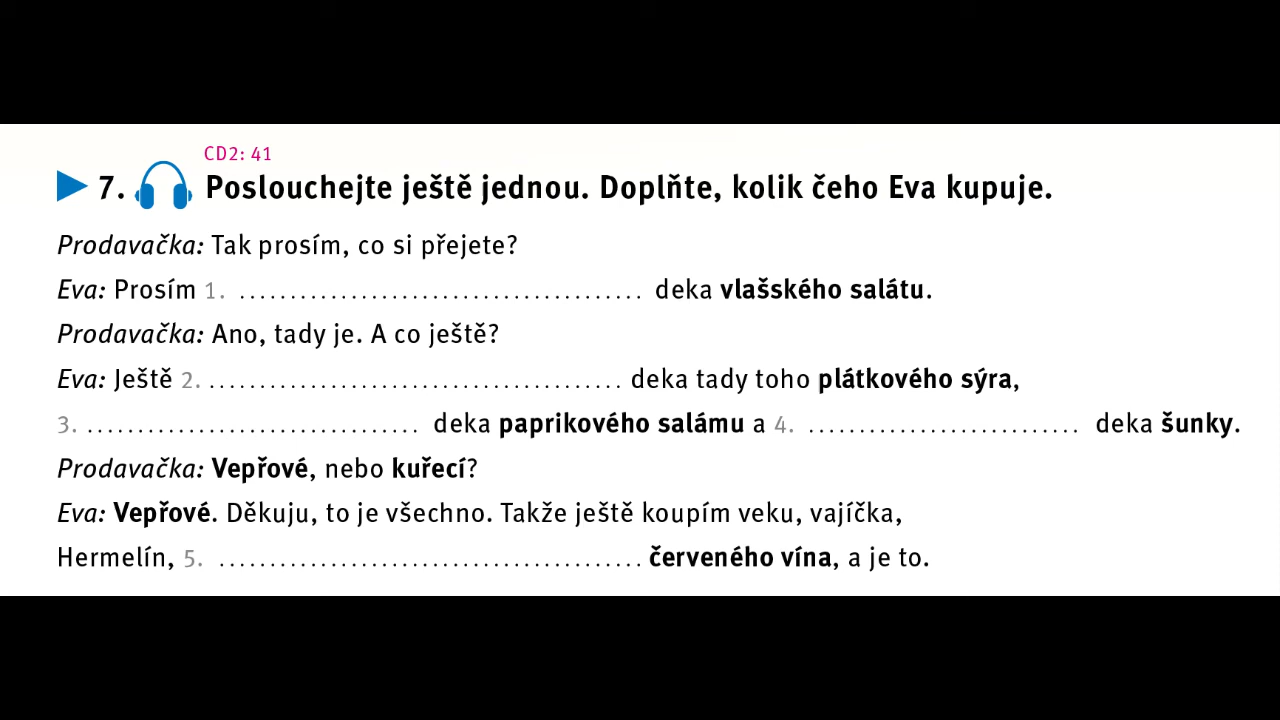 CD2: 41
7. Poslouchejte ještě jednou. Doplňte, kolik čeho Eva kupuje.
Prodavačka: Tak prosím, co si přejete?
Eva: Prosím 1. ........................................ deka vlašského salátu.
Prodavačka: Ano, tady je. A co ještě?
Eva: Ještě 2. ......................................... deka tady toho plátkového sýra,
3. ................................. deka paprikového salámu a 4. ........................... deka šunky.
Prodavačka: Vepřové, nebo kuřecí?
Eva: Vepřové. Děkuju, to je všechno. Takže ještě koupím veku, vajíčka,
Hermelín, 5. .......................................... červeného vína, a je to.